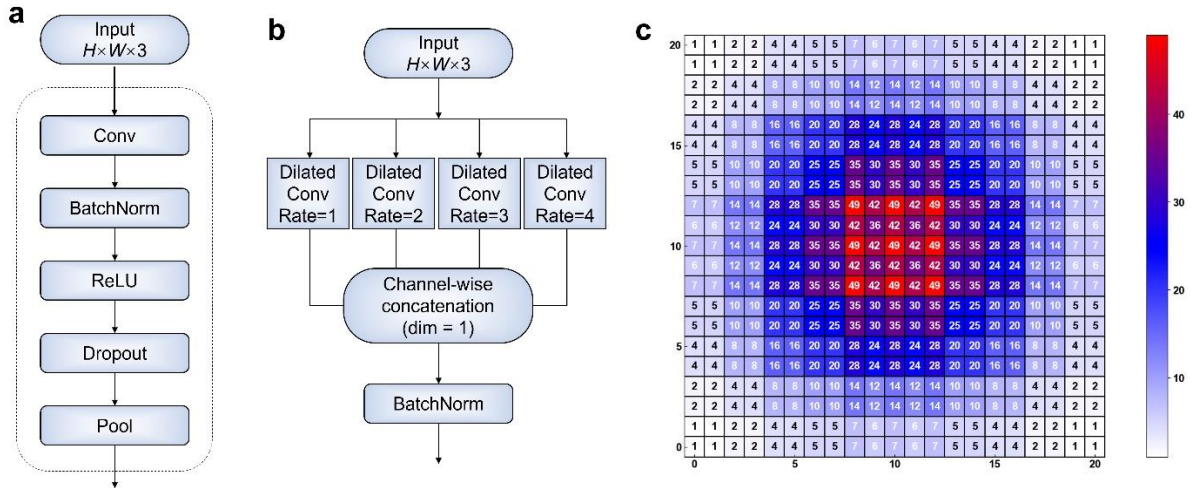 a
Input
H×W×3
Conv
BatchNorm
ReLU
Dropout
Pool
b
Input
H×W×3
Dilated
Conv
Rate=1
Dilated
Conv
Rate=2
Dilated
Conv
Rate=3
Dilated
Conv
Rate=4
Channel-wise
concatenation
(dim = 1)
BatchNorm
c
20 1 1 2 2 4 4 5 5 7 6 7 6 7 5 5 4 4 2 2 1 1
1 1 2 2 4 4 5 5 7 6 7 6 7 5 5 4 4 2 2 1 1
2 2 4 4 8 8 10 10 14 12 14 12 14 10 10 8 8 4 4 2 2
2 2 4 4 8 8 10 10 14 12 14 12 14 10 10 8 8 4 4 2 2
4 4 8 8 16 16 20 20 28 24 28 24 28 20 20 16 16 8 8 4 4
15 4 4 8 8 16 16 20 20 28 24 28 24 28 20 20 16 16 8 8 4 4
5 5 10 10 20 20 25 25 35 30 35 30 35 25 25 20 20 10 10 5 5
5 5 10 10 20 20 25 25 35 30 35 30 35 25 25 20 20 10 10 5 5
7 7 14 14 28 28 35 35 49 42 49 42 49 35 35 28 28 14 14 7 7
6 6 12 12 24 24 30 30 42 36 42 36 42 30 30 24 24 12 12 6 6
10 7 7 14 14 28 28 35 35 49 42 49 42 49 35 35 28 28 14 14 7 7
6 6 12 12 24 24 30 30 42 36 42 36 42 30 30 24 24 12 12 6 6
7 7 14 14 28 28 35 35 49 42 49 42 49 35 35 28 28 14 14 7 7
5 5 10 10 20 20 25 25 35 30 35 30 35 25 25 20 20 10 10 5 5
5 5 10 10 20 20 25 25 35 30 35 30 35 25 25 20 20 10 10 5 5
5 4 4 8 8 16 16 20 20 28 24 28 24 28 20 20 16 16 8 8 4 4
4 4 8 8 16 16 20 20 28 24 28 24 28 20 20 16 16 8 8 4 4
2 2 4 4 8 8 10 10 14 12 14 12 14 10 10 8 8 4 4 2 2
2 2 4 4 8 8 10 10 14 12 14 12 14 10 10 8 8 4 4 2 2
1 1 2 2 4 4 5 5 7 6 7 6 7 5 5 4 4 2 2 1 1
0 1 1 2 2 4 4 5 5 7 6 7 6 7 5 5 4 4 2 2 1 1
0 5 10 15 20
40
30
20
10